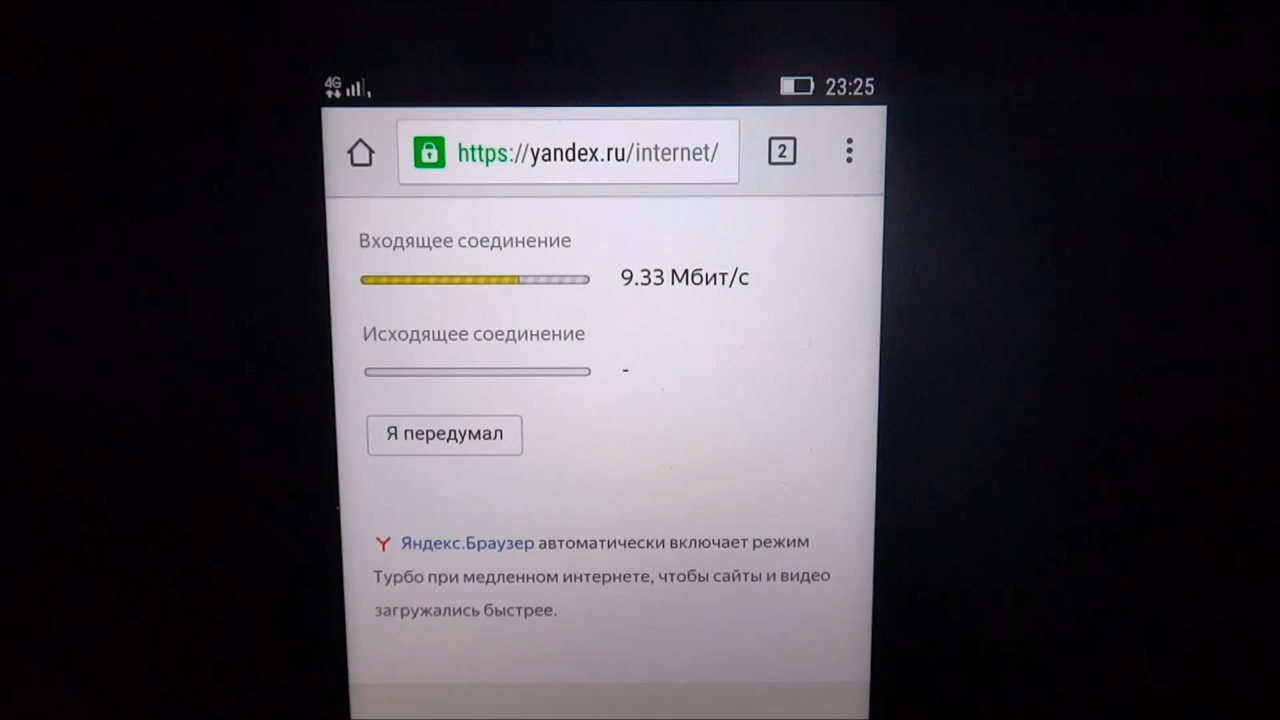 4G 23:25
https://yandex.ru/internet/ 2
Входящее соединение
9.33 Мбит/с
Исходящее соединение
-
Я передумал
Яндекс.Браузер автоматически включает режим
Турбо при медленном интернете, чтобы сайты и видео
загружались быстрее.